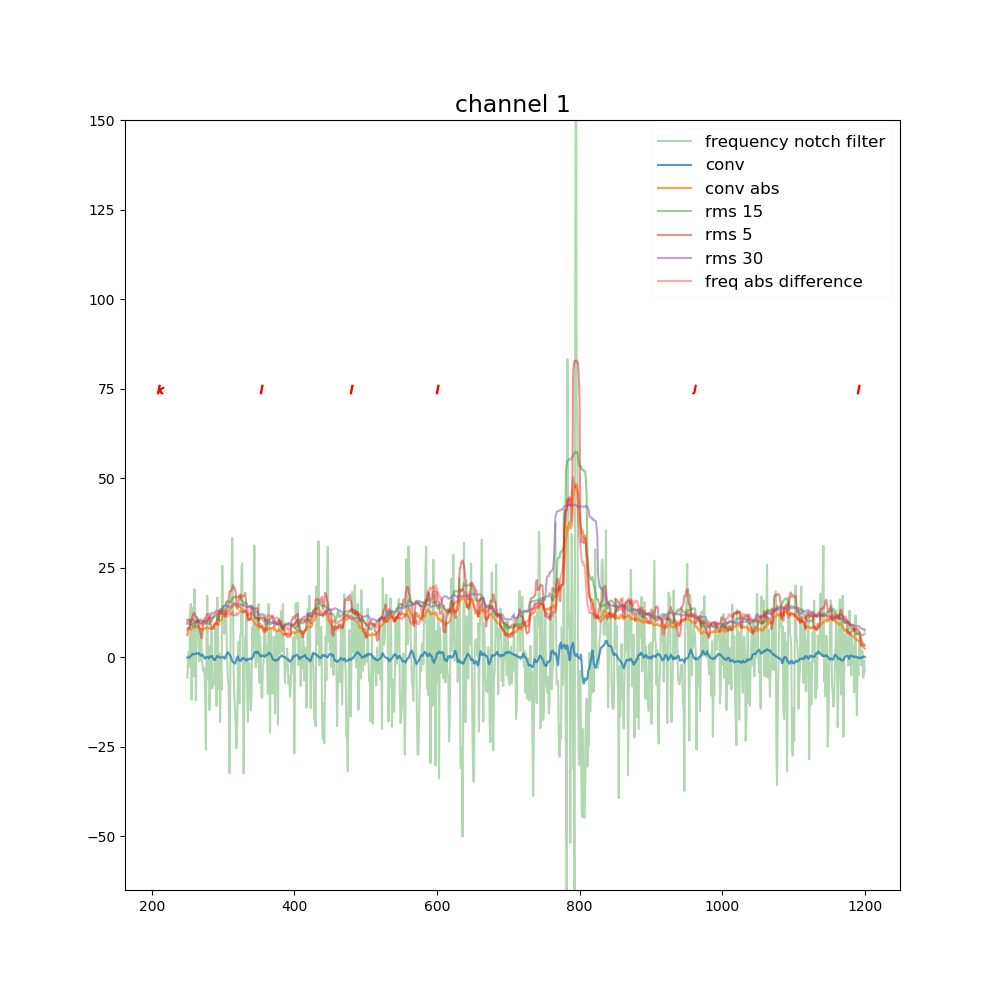 channel 1
150
125
100
75
50
25
0
−25
−50
frequency notch filter
conv
conv abs
rms 15
rms 5
rms 30
freq abs difference
k l l l j l
200 400 600 800 1000 1200